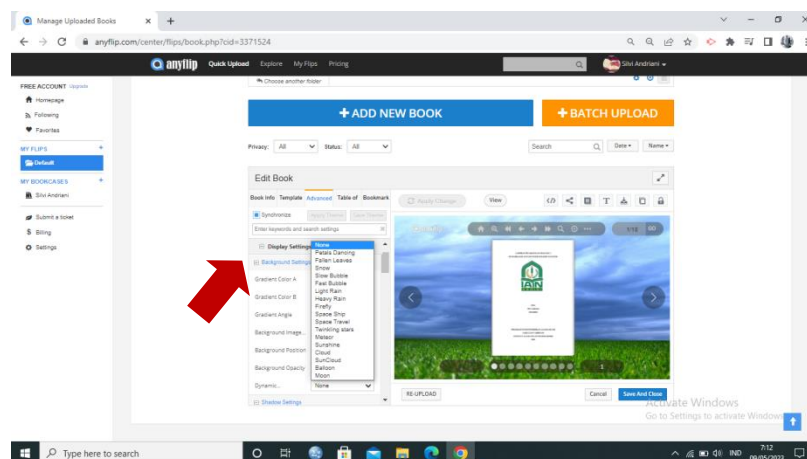 Manage Uploaded Books
anyflip.com/center/flips/book.php?cid=3371524
anyflip Quick Upload Explore My Flips Pricing Silvi Andriani
FREE ACCOUNT Upgrade
Homepage
Following
Favorites
MY FLIPS +
Default
MY BOOKCASES +
Silvi Andriani
Submit a ticket
Billing
Settings
Choose another folder
+ ADD NEW BOOK
+ BATCH UPLOAD
Privacy: All Status: All Search Date Name
Edit Book
Book Info Template Advanced Table of Bookmark
Apply Change View
Synchronize Apply Theme Save Theme
Enter keywords and search settings
Display Settings
Background Settings
Gradient Color A
Gradient Color B
Gradient Angle
Background Image...
Background Position
Background Opacity
Dynamic... None
Shadow Settings
None
Petals Dancing
Fallen Leaves
Snow
Slow Bubble
Fast Bubble
Light Rain
Heavy Rain
Firefly
Space Ship
Space Travel
Twinkling stars
Meteor
Sunshine
Cloud
SunCloud
Balloon
Moon
1/12
IAIN
1
RE-UPLOAD Cancel Save And Close
Activate Windows
Go to Settings to activate Windows
Type here to search
IND
7:12
09/05/2023